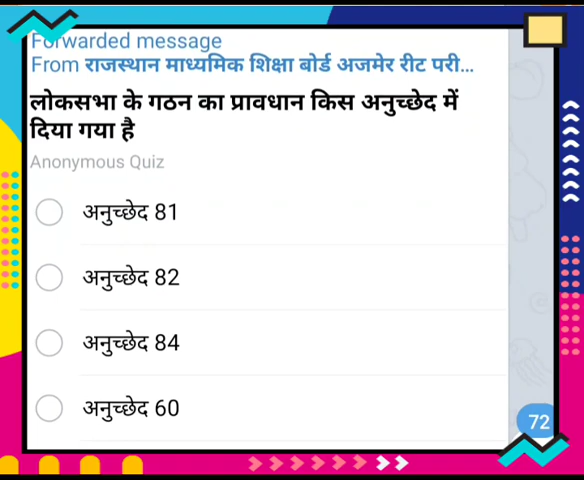 Forwarded message
From राजस्थान माध्यमिक शिक्षा बोर्ड अजमेर रीट परी...
लोकसभा के गठन का प्रावधान किस अनुच्छेद में
दिया गया है
Anonymous Quiz
अनुच्छेद 81
अनुच्छेद 82
अनुच्छेद 84
अनुच्छेद 60
72